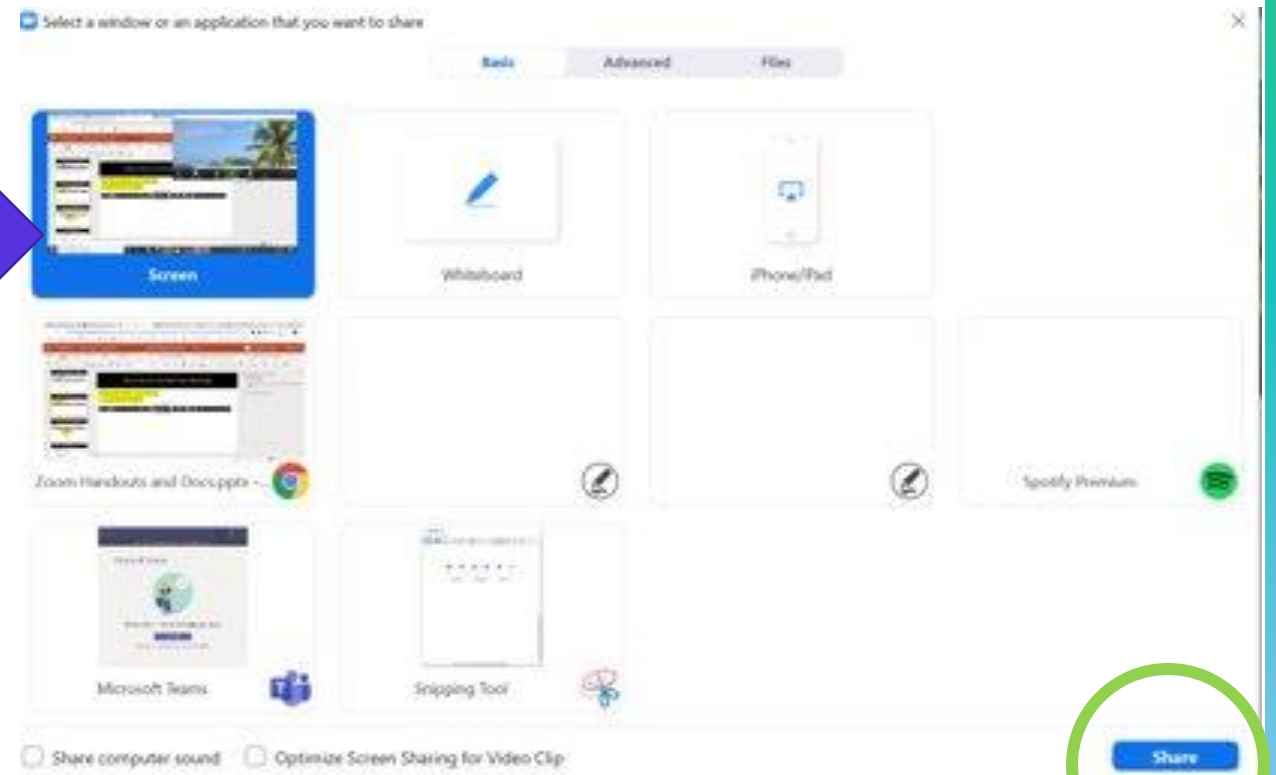 Select a window or an application that you want to share
Basic Advanced Files
Screen Whiteboard iPhone/iPad
Zoom Handouts and Docs.pptx -... Spotify Premium
Microsoft Teams Snipping Tool
Share computer sound Optimize Screen Sharing for Video Clip Share